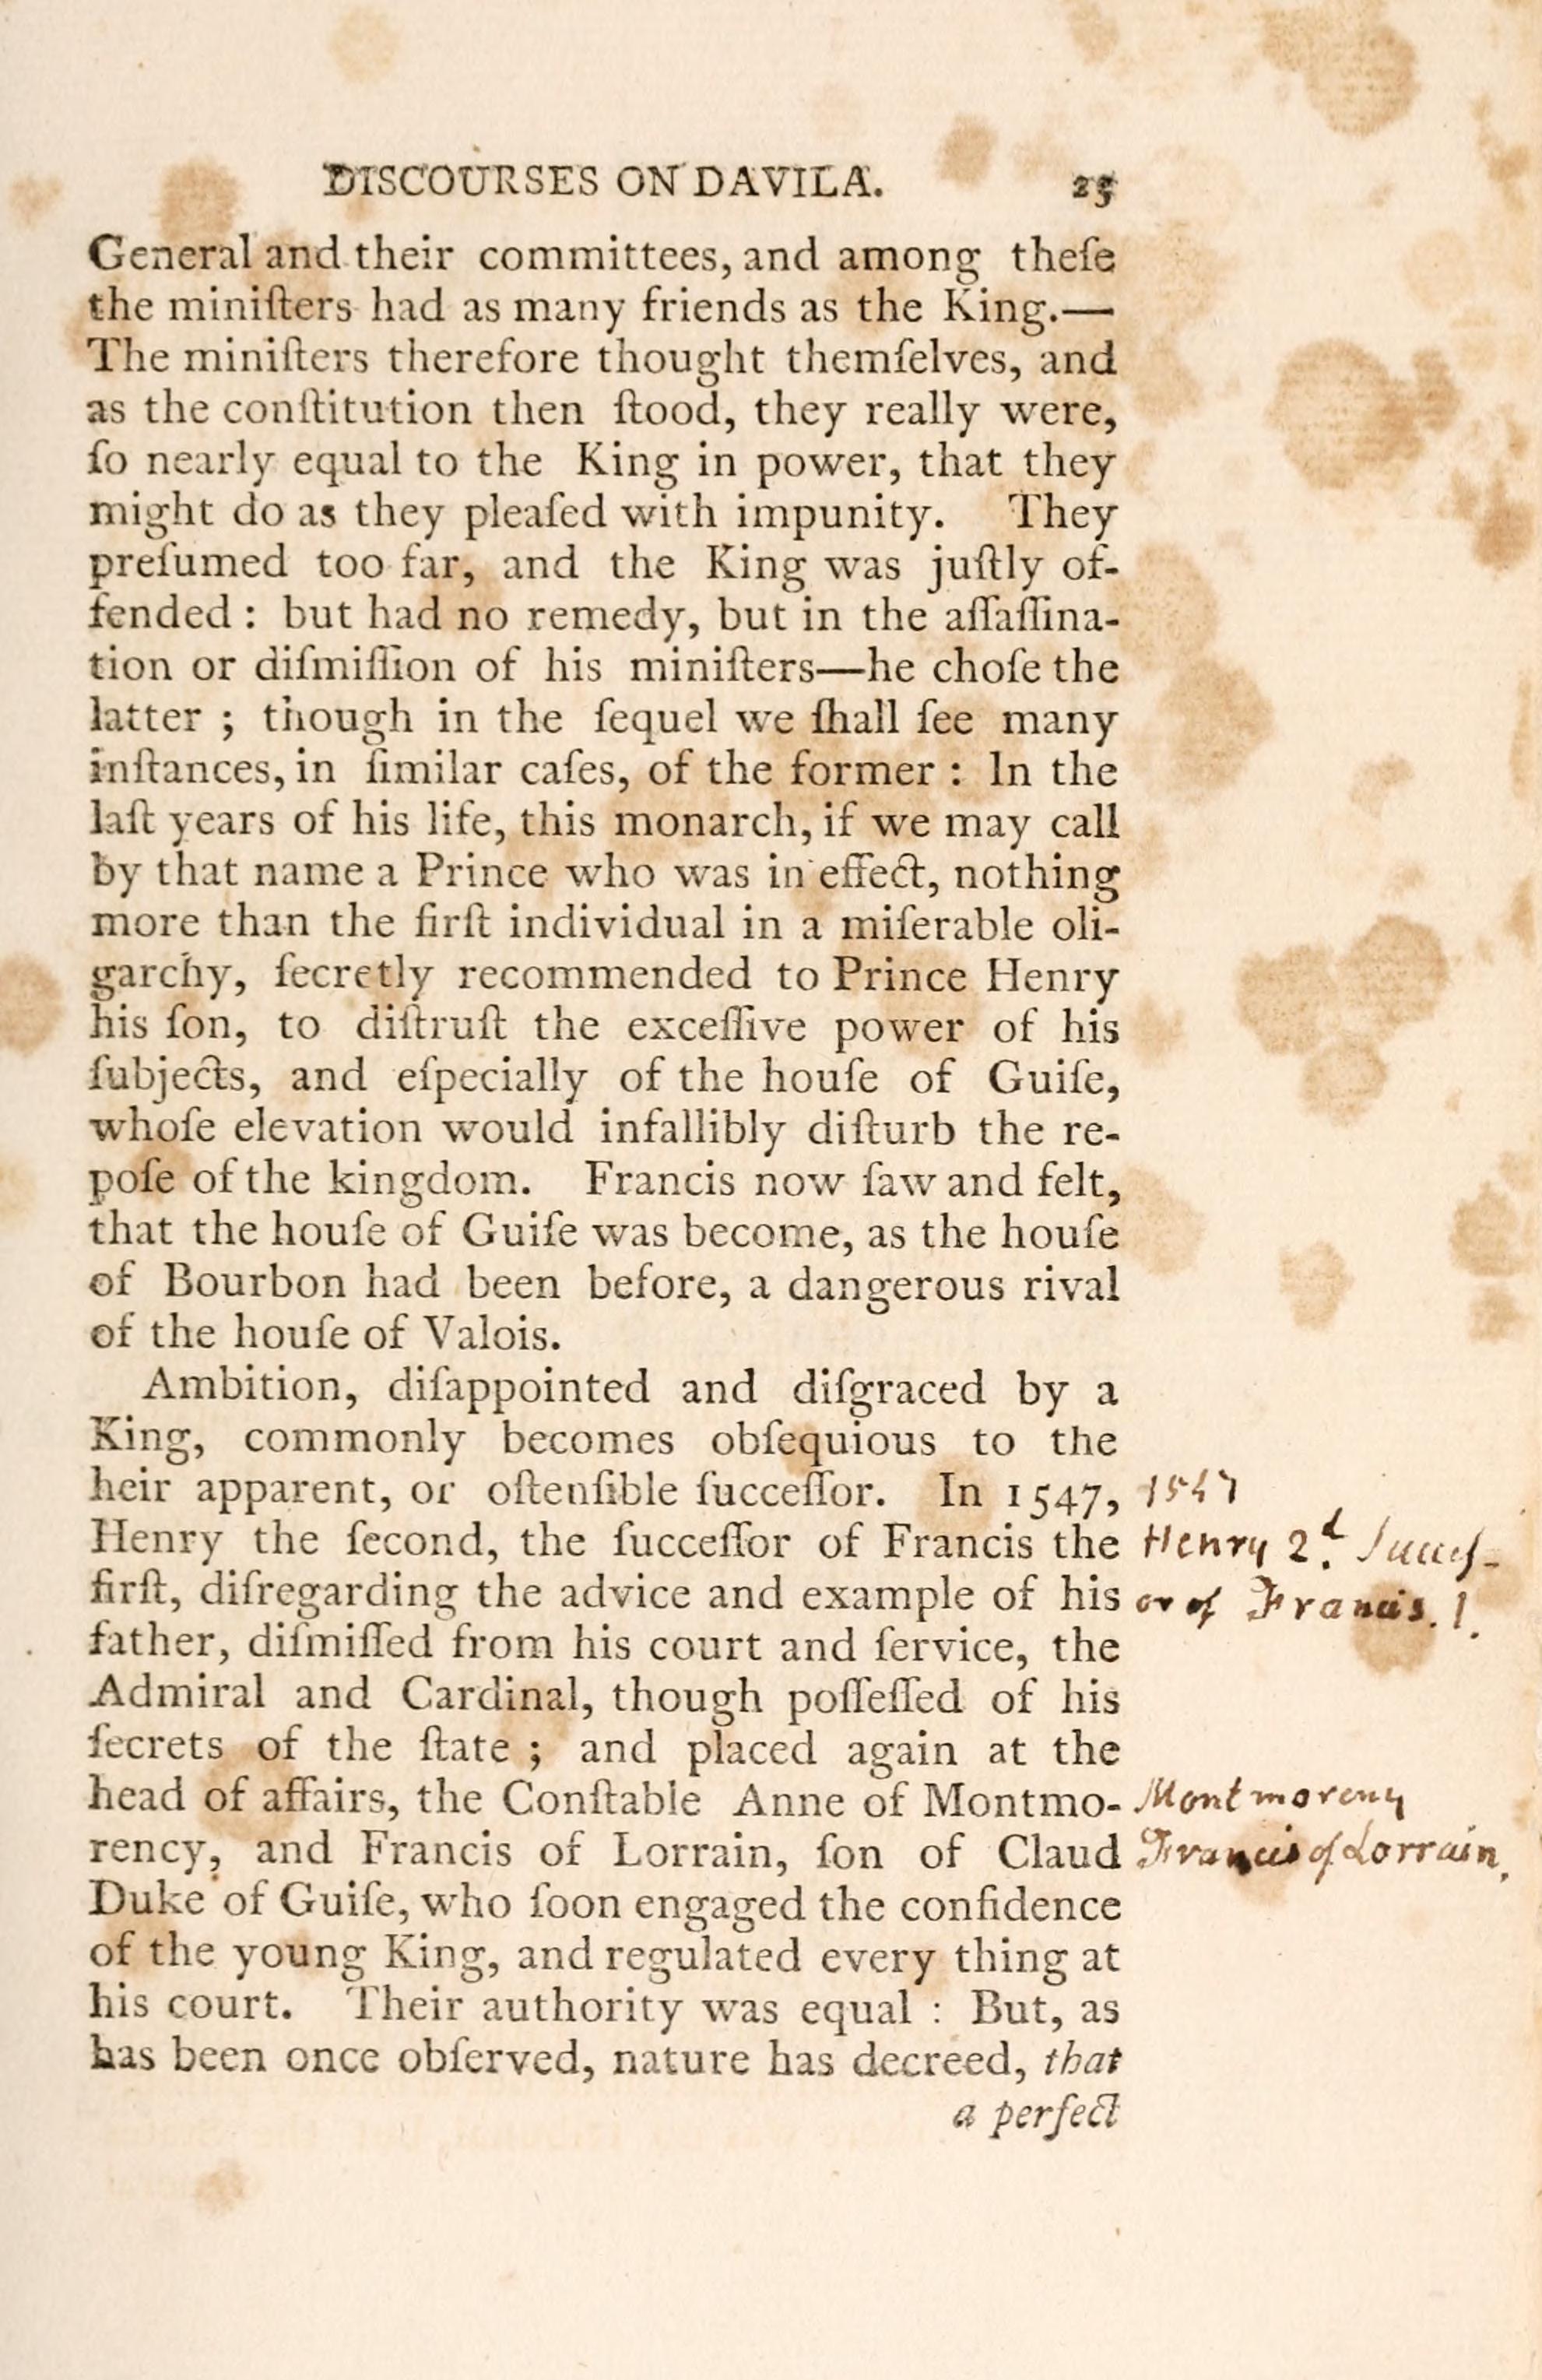 DISCOURSES ON DAVILA. 25
General and their committees, and among theſe
the miniſters had as many friends as the King.—
The miniſters therefore thought themſelves, and
as the conſtitution then ſtood, they really were,
ſo nearly equal to the King in power, that they
might do as they pleaſed with impunity. They
preſumed too far, and the King was juſtly of-
fended : but had no remedy, but in the aſſaſſina-
tion or diſmiſſion of his miniſters—he choſe the
latter ; though in the ſequel we ſhall ſee many
inſtances, in ſimilar caſes, of the former : In the
laſt years of his life, this monarch, if we may call
by that name a Prince who was in effect, nothing
more than the firſt individual in a miſerable oli-
garchy, ſecretly recommended to Prince Henry
his ſon, to diſtruſt the exceſſive power of his
ſubjects, and eſpecially of the houſe of Guiſe,
whoſe elevation would infallibly diſturb the re-
poſe of the kingdom. Francis now ſaw and felt,
that the houſe of Guiſe was become, as the houſe
of Bourbon had been before, a dangerous rival
of the houſe of Valois.
Ambition, diſappointed and diſgraced by a
King, commonly becomes obſequious to the
heir apparent, or oſtenſible ſucceſſor. In 1547, 1547
Henry the ſecond, the ſucceſſor of Francis the Henry 2.d Succeſ-
firſt, diſregarding the advice and example of his or of Francis. 1.
father, diſmiſſed from his court and ſervice, the
Admiral and Cardinal, though poſſeſſed of his
ſecrets of the ſtate ; and placed again at the
head of affairs, the Conſtable Anne of Montmo- Montmorency
rency, and Francis of Lorrain, ſon of Claud Francis of Lorrain.
Duke of Guiſe, who ſoon engaged the confidence
of the young King, and regulated every thing at
his court. Their authority was equal : But, as
has been once obſerved, nature has decreed, that
a perfect